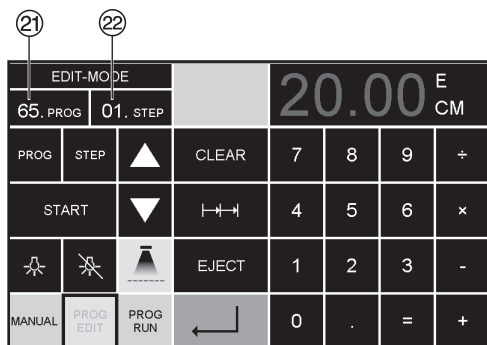 21 22
EDIT-MODE
65. PROG 01. STEP 20.00 E CM
PROG STEP CLEAR 7 8 9 ÷
START 4 5 6 ×
EJECT 1 2 3 -
MANUAL PROG EDIT PROG RUN 0 . = +